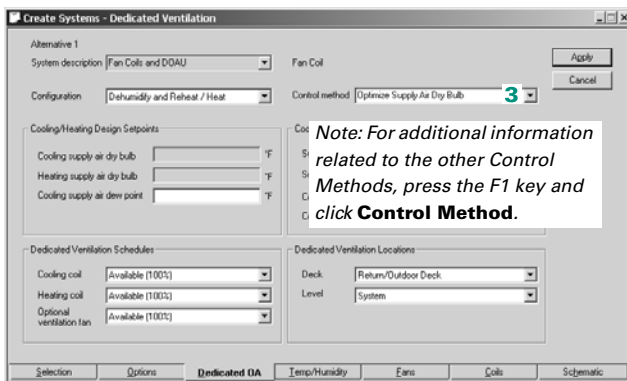 Create Systems - Dedicated Ventilation
Alternative 1
System description Fan Coils and DOAU Fan Coil
Apply
Cancel
Configuration Dehumidify and Reheat / Heat Control method Optimize Supply Air Dry Bulb 3
Cooling/Heating Design Setpoints
Cooling supply air dry bulb °F
Heating supply air dry bulb °F
Cooling supply air dew point °F
Note: For additional information
related to the other Control
Methods, press the F1 key and
click Control Method.
Dedicated Ventilation Schedules
Cooling coil Available (100%)
Heating coil Available (100%)
Optional
ventilation fan Available (100%)
Dedicated Ventilation Locations
Deck Return/Outdoor Deck
Level System
Selection Options Dedicated OA Temp/Humidity Fans Coils Schematic